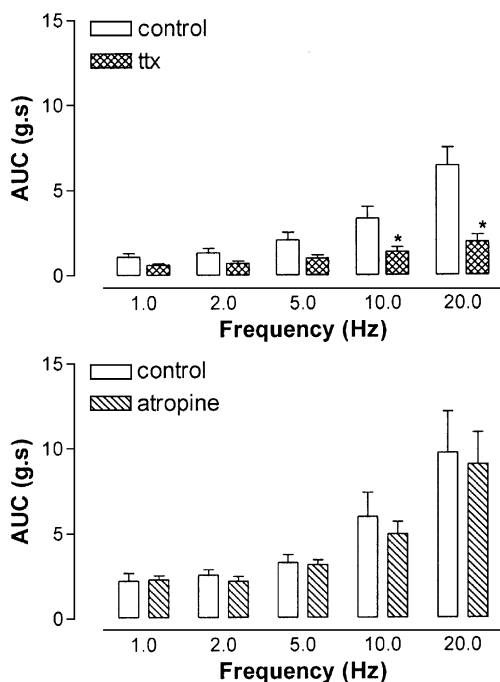 control
ttx
15
10
5
0
AUC (g.s)
*
*
1.0 2.0 5.0 10.0 20.0
Frequency (Hz)
control
atropine
15
10
5
0
AUC (g.s)
1.0 2.0 5.0 10.0 20.0
Frequency (Hz)